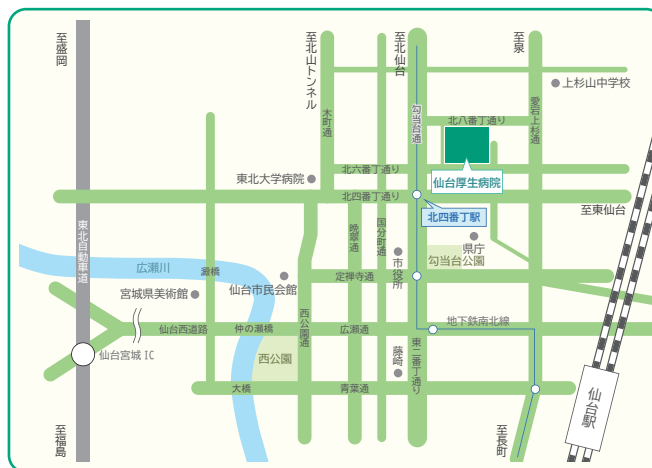 至盛岡
至北山トンネル
至北仙台
至泉
上杉山中学校
木町通
勾当台通
北八番丁通り
愛宕上杉通
北六番丁通り
仙台厚生病院
東北大学病院
北四番丁通り
北四番丁駅
至東仙台
東北自動車道
晩翠通
国分町通
県庁
市役所
勾当台公園
広瀬川
澱橋
仙台市民会館
定禅寺通
宮城県美術館
西公園通
地下鉄南北線
仙台西道路
仲の瀬橋
広瀬通
仙台宮城 IC
西公園
藤崎
東二番丁通り
大橋
青葉通
仙台駅
至福島
至長町